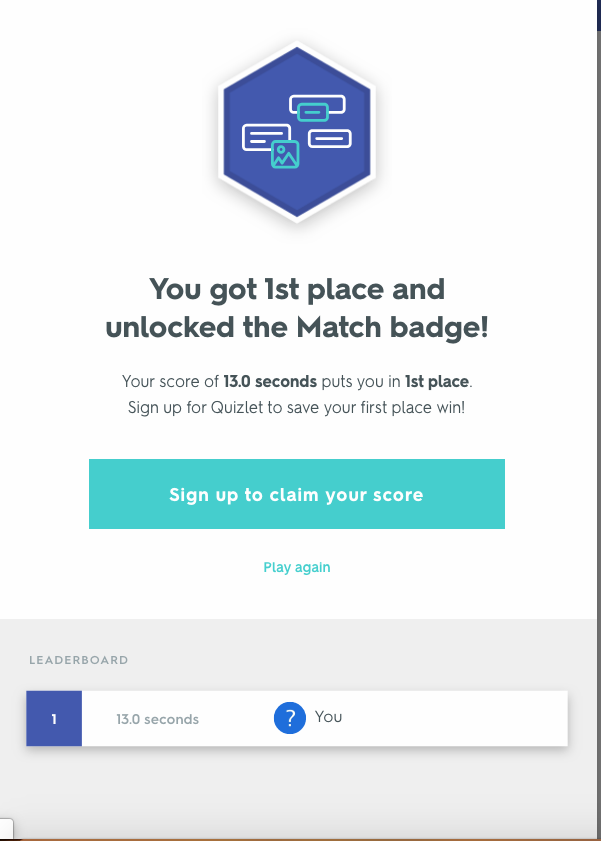 You got 1st place and
unlocked the Match badge!
Your score of 13.0 seconds puts you in 1st place.
Sign up for Quizlet to save your first place win!
Sign up to claim your score
Play again
LEADERBOARD
1 13.0 seconds ? You